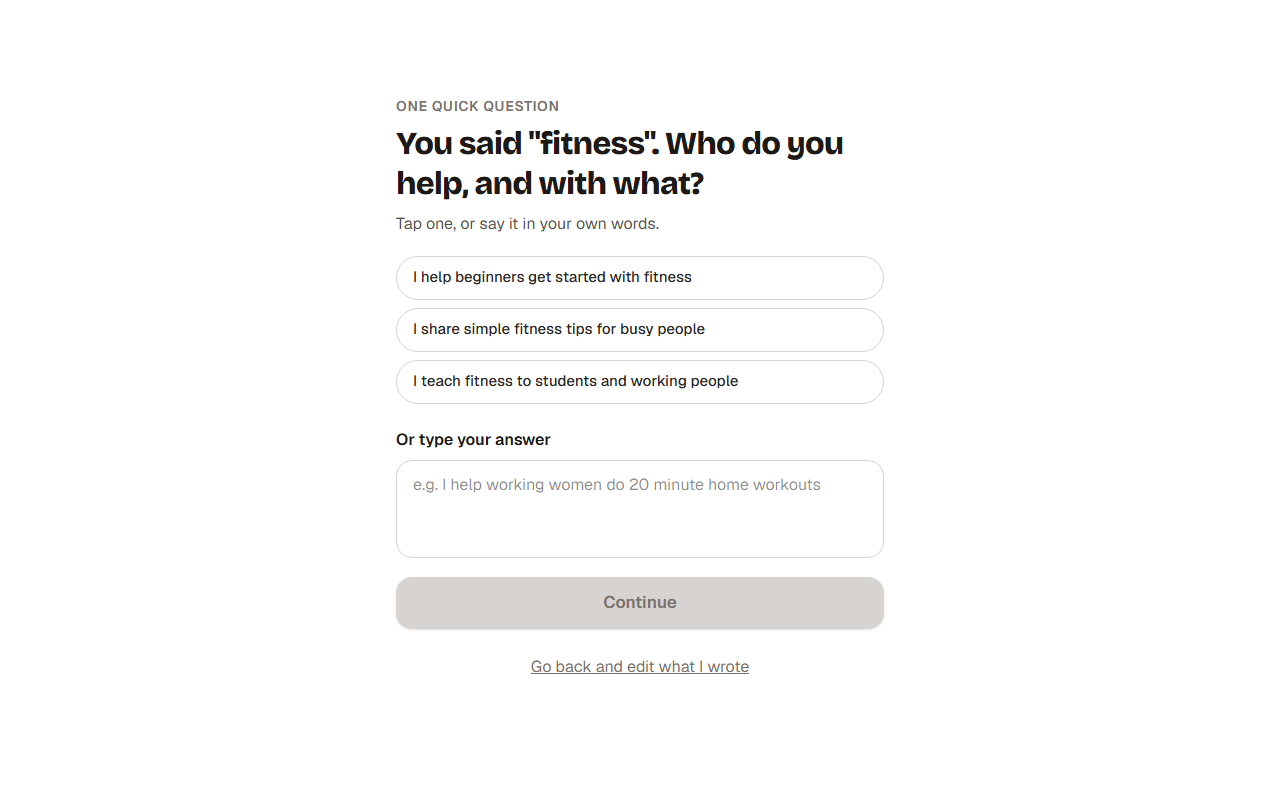 ONE QUICK QUESTION
You said "fitness". Who do you
help, and with what?
Tap one, or say it in your own words.
I help beginners get started with fitness
I share simple fitness tips for busy people
I teach fitness to students and working people
Or type your answer
e.g. I help working women do 20 minute home workouts
Continue
Go back and edit what I wrote